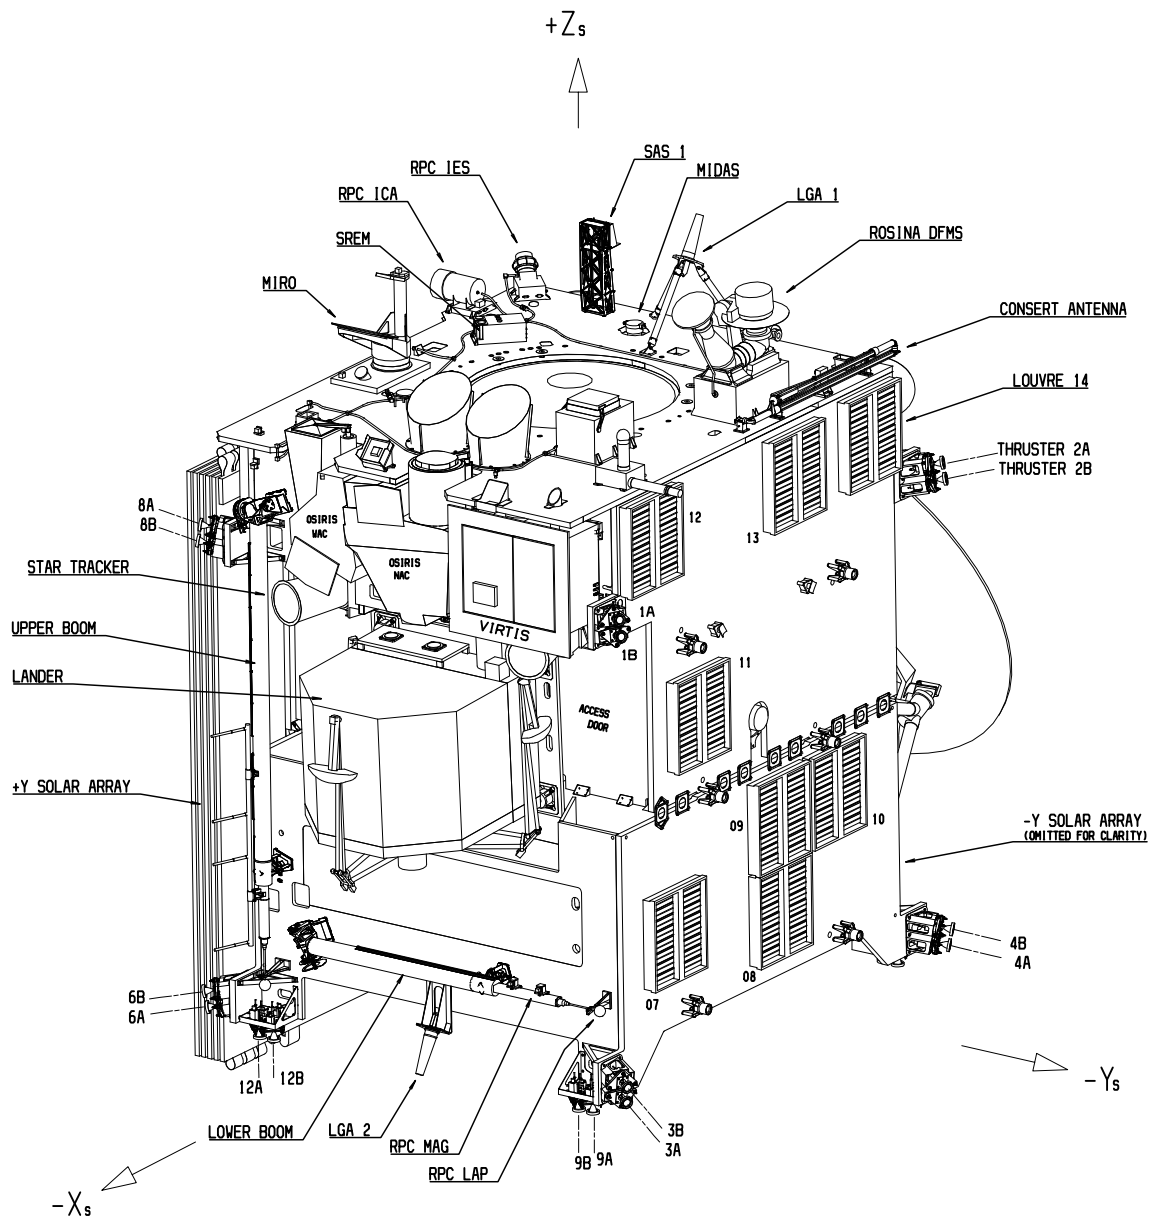 +Zs
SAS 1
RPC IES
MIDAS
RPC ICA
LGA 1
SREM
ROSINA DFMS
MIRO
CONSERT ANTENNA
LOUVRE 14
THRUSTER 2A
THRUSTER 2B
8A
8B
12
13
OSIRIS
WAC
OSIRIS
NAC
STAR TRACKER
1A
VIRTIS
1B
UPPER BOOM
11
LANDER
ACCESS
DOOR
+Y SOLAR ARRAY
09
10
-Y SOLAR ARRAY
(OMITTED FOR CLARITY)
4B
4A
08
07
6B
6A
12A
12B
-Ys
LOWER BOOM
LGA 2
RPC MAG
3B
3A
9B
9A
RPC LAP
-Xs